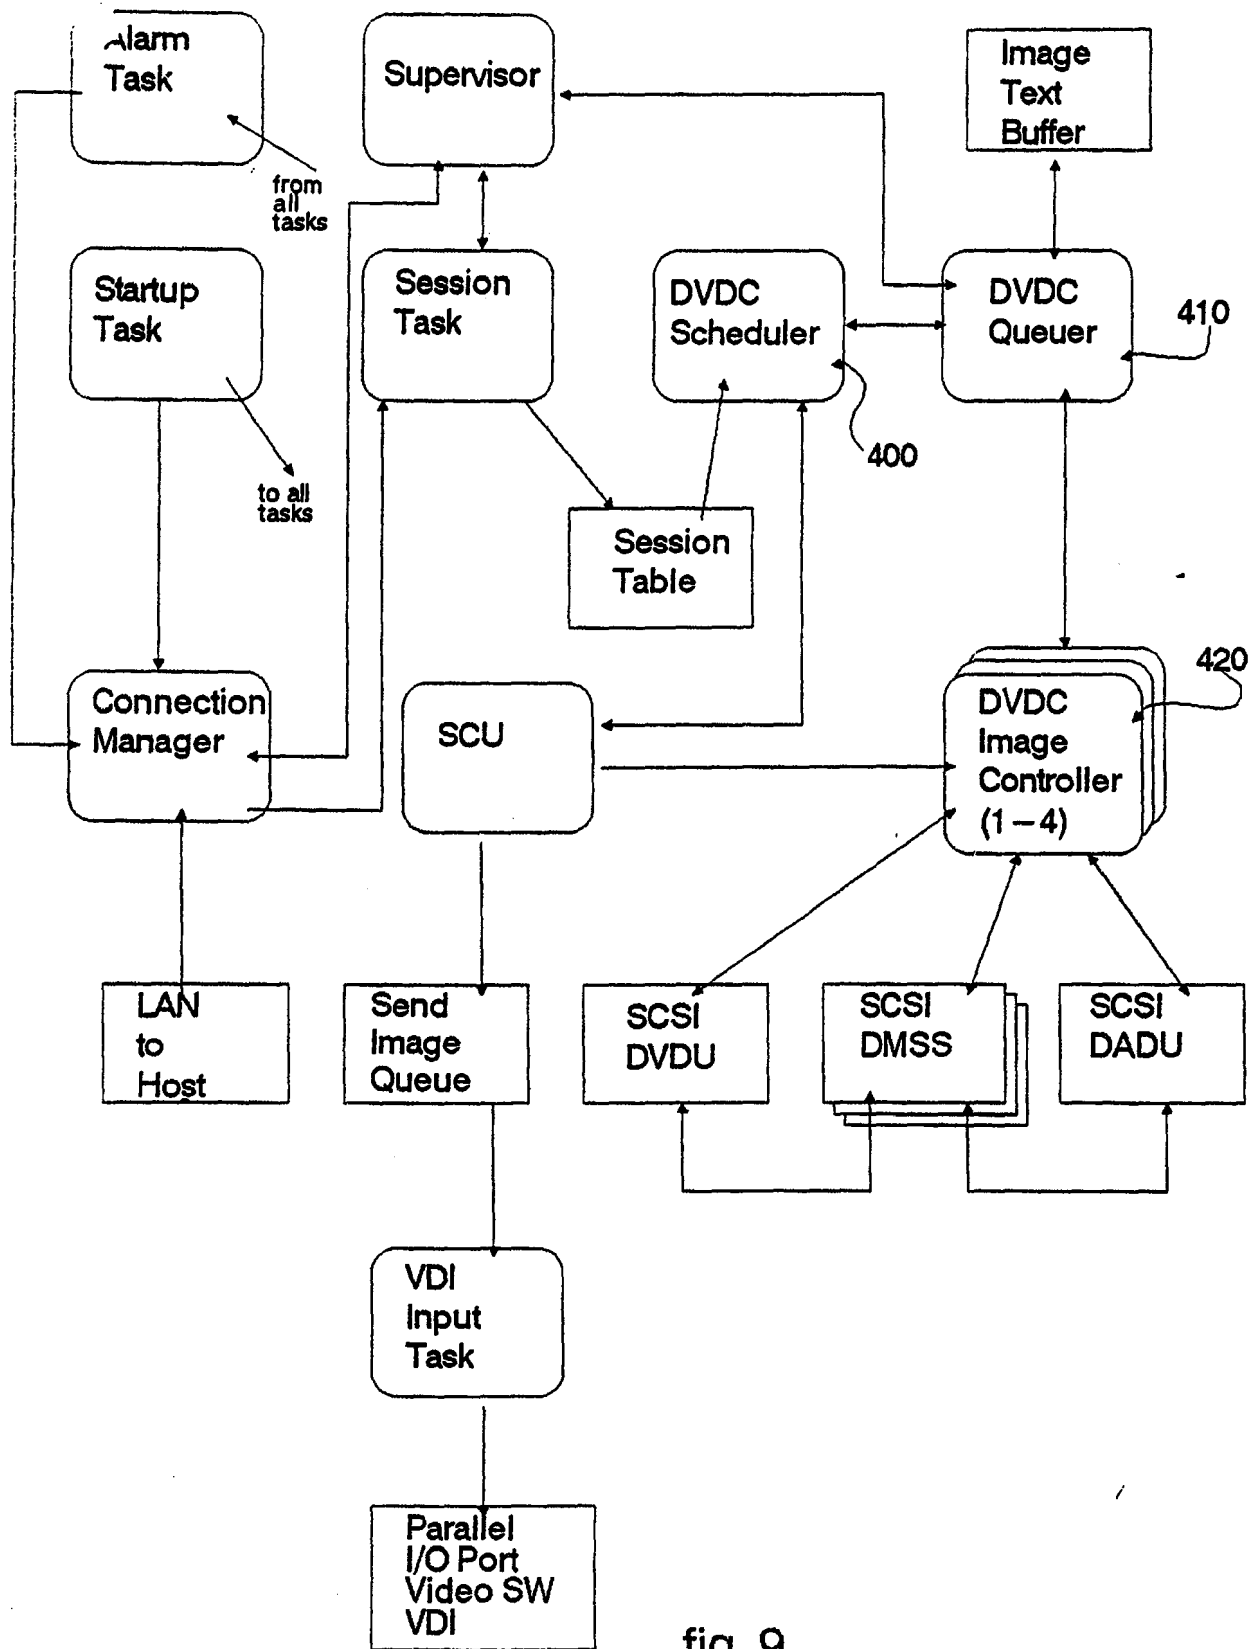 Alarm
Task
Supervisor
Image
Text
Buffer
from
all
tasks
Startup
Task
Session
Task
DVDC
Scheduler
DVDC
Queuer
410
400
to all
tasks
Session
Table
420
Connection
Manager
SCU
DVDC
Image
Controller
(1-4)
LAN
to
Host
Send
Image
Queue
SCSI
DVDU
SCSI
DMSS
SCSI
DADU
VDI
Input
Task
Parallel
I/O Port
Video SW
VDI
fig. 9